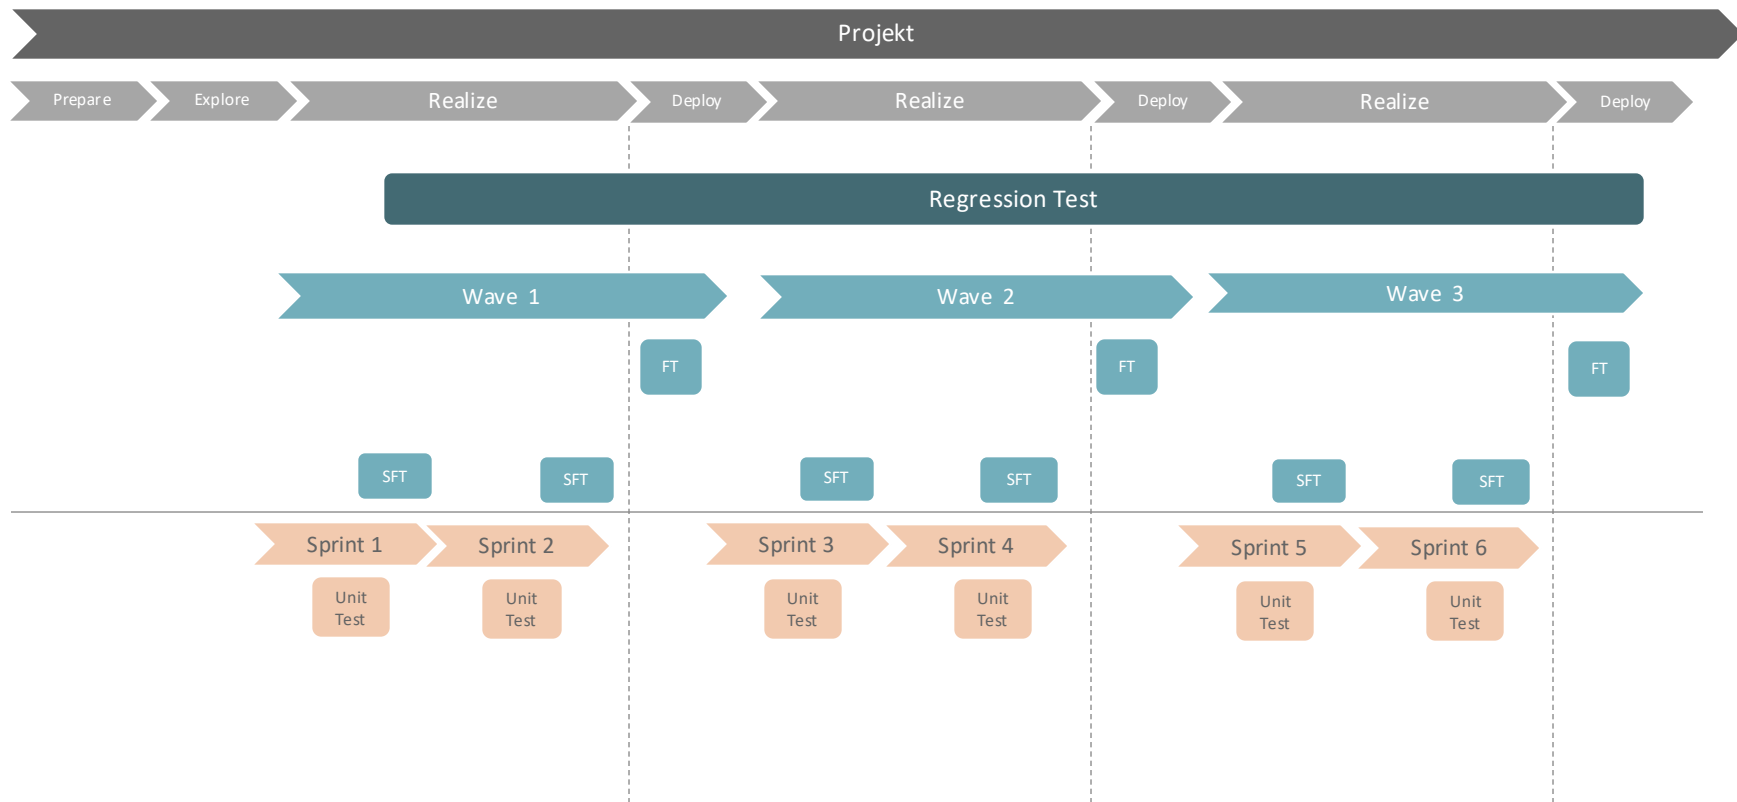 Projekt
Prepare
Explore
Realize
Deploy
Realize
Deploy
Realize
Deploy
Regression Test
Wave 1
Wave 2
Wave 3
FT
FT
FT
SFT
SFT
SFT
SFT
SFT
SFT
Sprint 1
Sprint 2
Sprint 3
Sprint 4
Sprint 5
Sprint 6
Unit
Test
Unit
Test
Unit
Test
Unit
Test
Unit
Test
Unit
Test